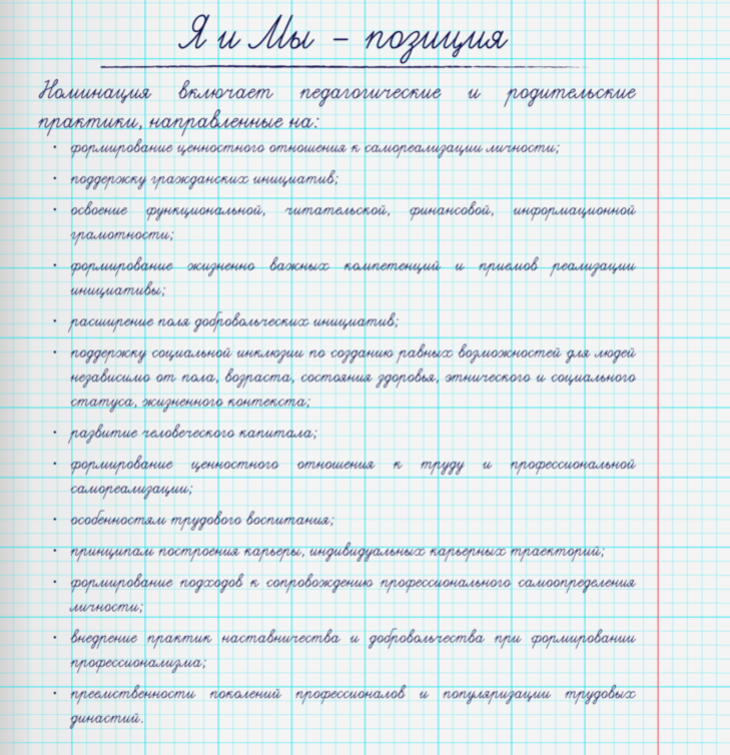 Я и Мы – позиция
Номинация включает педагогические и родительские
практики, направленные на:
• формирование ценностного отношения к самореализации личности;
• поддержку гражданских инициатив;
• освоение функциональной, читательской, финансовой, информационной
грамотности;
• формирование жизненно важных компетенций и приемов реализации
инициативы;
• расширение поля добровольческих инициатив;
• поддержку социальной инклюзии по созданию равных возможностей для людей
независимо от пола, возраста, состояния здоровья, этнического и социального
статуса, жизненного контекста;
• развитие человеческого капитала;
• формирование ценностного отношения к труду и профессиональной
самореализации;
• особенностям трудового воспитания;
• принципам построения карьеры, индивидуальных карьерных траекторий;
• формирование подходов к сопровождению профессионального самоопределения
личности;
• внедрение практик наставничества и добровольчества при формировании
профессионализма;
• преемственности поколений профессионалов и популяризации трудовых
династий.